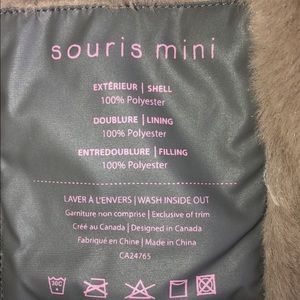 souris mini
EXTÉRIEUR | SHELL
100% Polyester
DOUBLURE | LINING
100% Polyester
ENTREDOUBLURE | FILLING
100% Polyester
LAVER À L'ENVERS | WASH INSIDE OUT
Garniture non comprise | Exclusive of trim
Créé au Canada | Designed in Canada
Fabriqué en Chine | Made in China
CA24765
30C